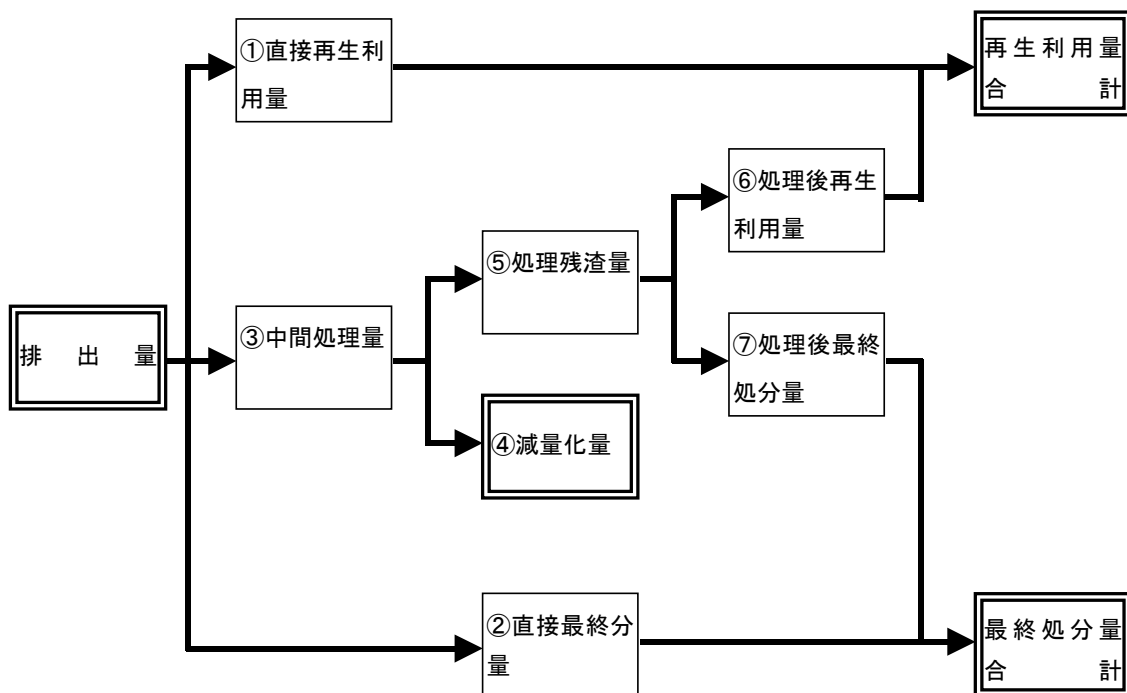 ①直接再生利
用量
再生利用量
合計
⑥処理後再生
利用量
⑤処理残渣量
排出量
③中間処理量
⑦処理後最終
処分量
④減量化量
②直接最終分
量
最終処分量
合計